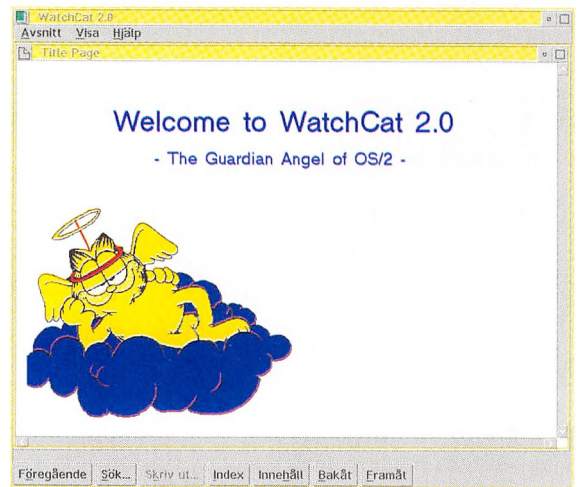 WatchCat 2.0
Avsnitt Visa Hjälp
Title Page
Welcome to WatchCat 2.0
- The Guardian Angel of OS/2 -
Föregående Sök... Skriv ut... Index Innehåll Bakåt Framåt